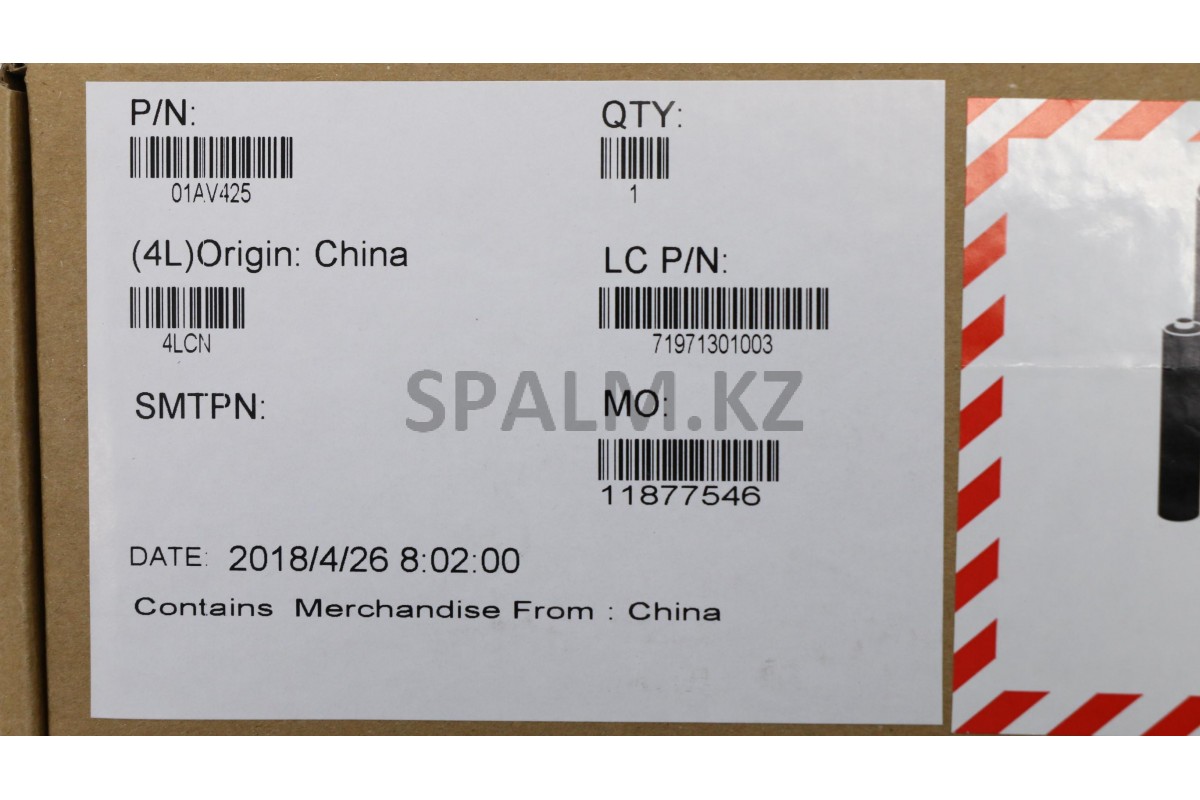 P/N:
01AV425
QTY:
1
(4L)Origin: China
4LCN
LC P/N:
71971301003
SMTPN:
MO:
11877546
SPALM.KZ
DATE: 2018/4/26 8:02:00
Contains Merchandise From : China